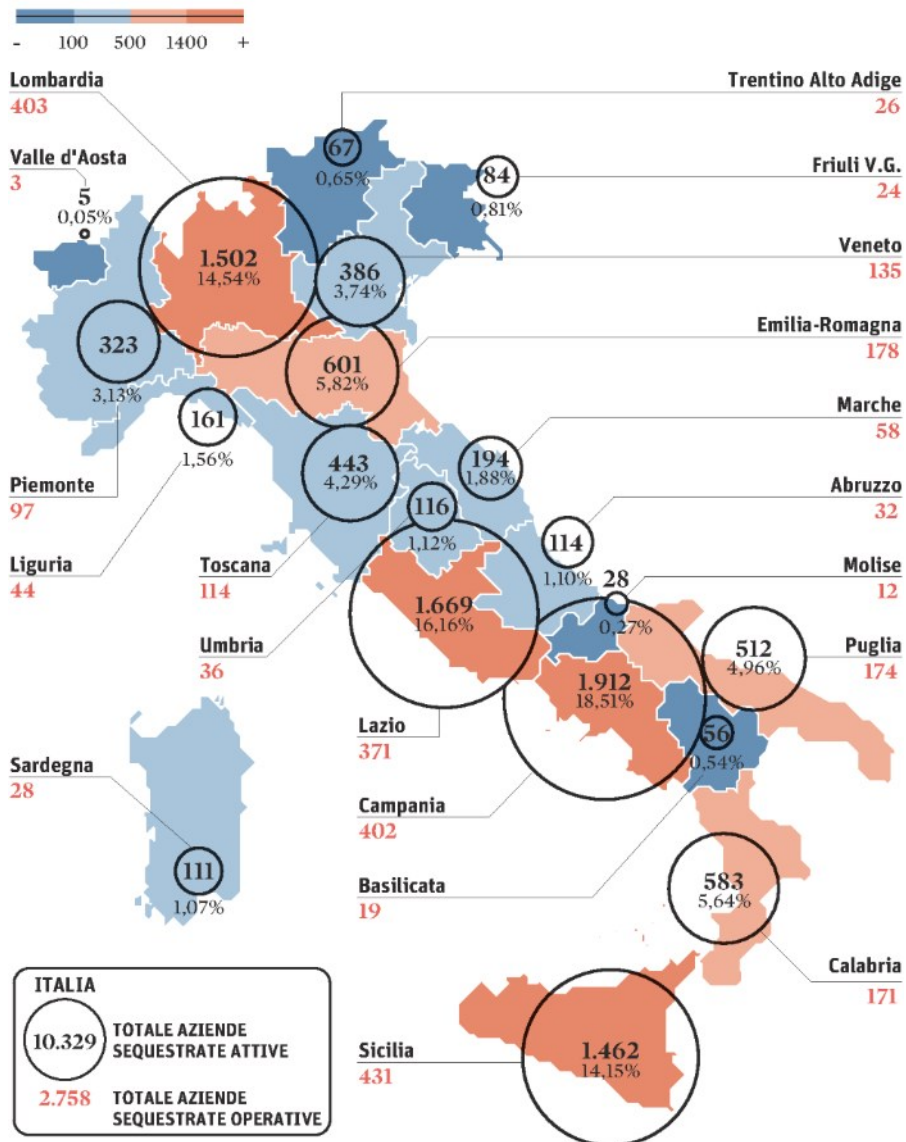 - 100 500 1400 +
Lombardia
403
Trentino Alto Adige
26
67
0,65%
Valle d'Aosta
3
5
0,05%
Friuli V.G.
24
84
0,81%
1.502
14,54%
386
3,74%
Veneto
135
323
3,13%
601
5,82%
Emilia-Romagna
178
161
1,56%
443
4,29%
194
1,88%
Marche
58
Piemonte
97
116
1,12%
Abruzzo
32
114
1,10%
Liguria
44
Toscana
114
28
0,27%
Molise
12
1.669
16,16%
Umbria
36
512
4,96%
Puglia
174
1.912
18,51%
Lazio
371
56
0,54%
Sardegna
28
Campania
402
111
1,07%
Basilicata
19
583
5,64%
Calabria
171
ITALIA
10.329
TOTALE AZIENDE
SEQUESTRATE ATTIVE
2.758
TOTALE AZIENDE
SEQUESTRATE OPERATIVE
Sicilia
431
1.462
14,15%